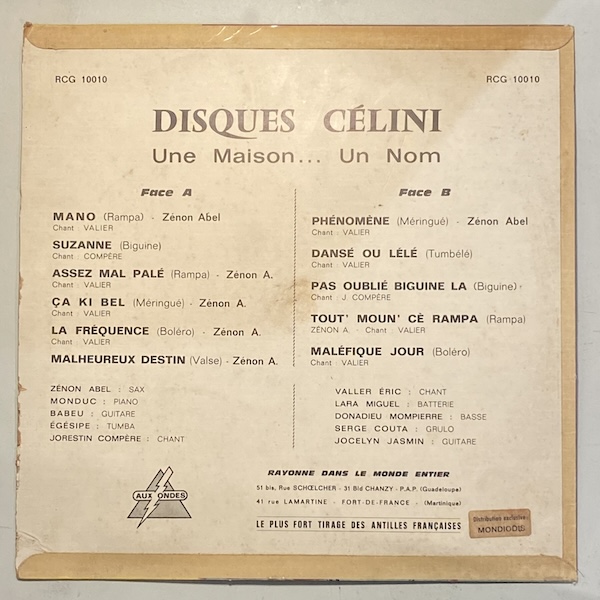 RCG 10010
RCG 10010
DISQUES CÉLINI
Une Maison... Un Nom
Face A
MANO (Rampa) - Zénon Abel
Chant : VALIER
SUZANNE (Biguine)
Chant : COMPÈRE
ASSEZ MAL PALÉ (Rampa) - Zénon A.
Chant : VALIER
ÇA KI BEL (Méringué) - Zénon A.
Chant : VALIER
LA FRÉQUENCE (Boléro) - Zénon A.
Chant : VALIER
MALHEUREUX DESTIN (Valse) - Zénon A.
ZÉNON ABEL : SAX
MONDUC : PIANO
BABEU : GUITARE
ÉGÉSIPE : TUMBA
JORESTIN COMPÈRE : CHANT
Face B
PHÉNOMÈNE (Méringué) - Zénon Abel
Chant : VALIER
DANSÉ OU LÉLÉ (Tumbélé)
Chant : VALIER
PAS OUBLIÉ BIGUINE LA (Biguine)
Chant : J. COMPÈRE
TOUT' MOUN' CÈ RAMPA (Rampa)
ZÉNON A. - Chant : VALIER
MALÉFIQUE JOUR (Boléro)
Chant : VALIER
VALLER ÉRIC : CHANT
LARA MIGUEL : BATTERIE
DONADIEU MOMPIERRE : BASSE
SERGE COUTA : GRULO
JOCELYN JASMIN : GUITARE
AUX ONDES
RAYONNE DANS LE MONDE ENTIER
51 bis, Rue SCHŒLCHER - 31 Bld CHANZY - P.A.P. (Guadeloupe)
41 rue LAMARTINE - FORT-DE-FRANCE - (Martinique)
LE PLUS FORT TIRAGE DES ANTILLES FRANÇAISES
Distribution exclusive